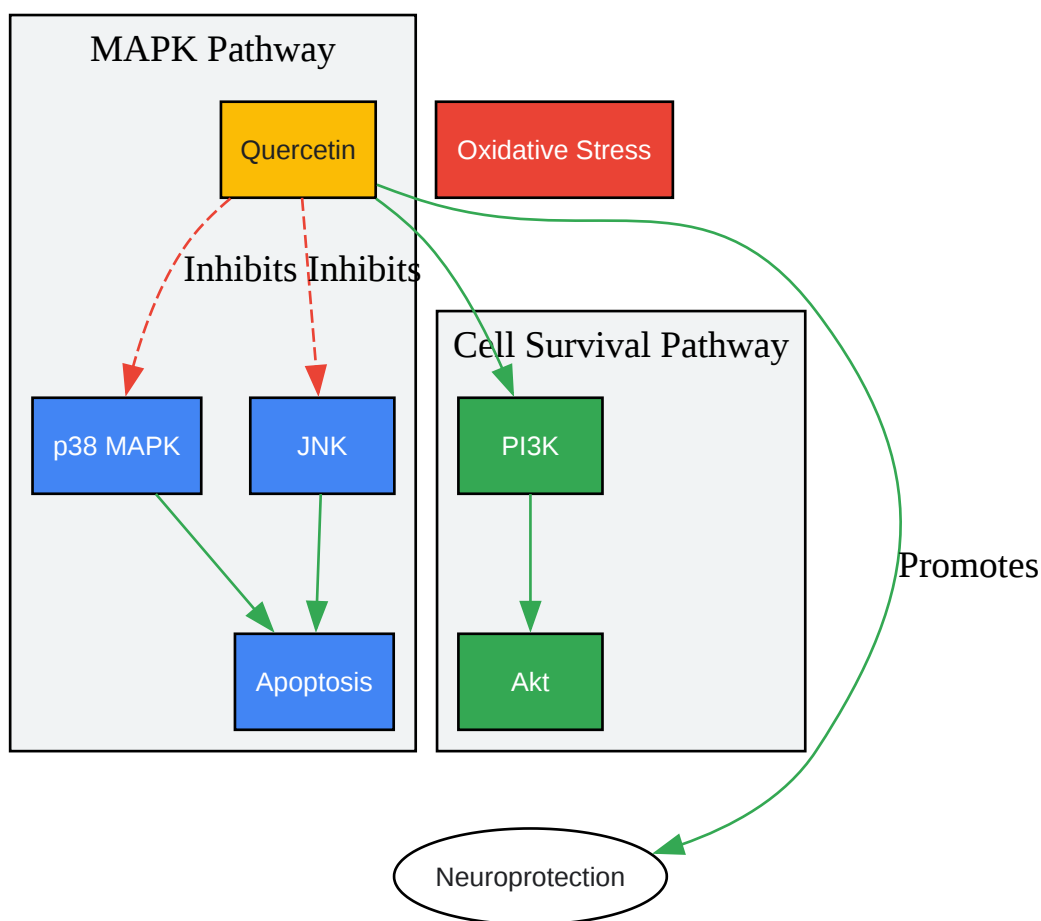 MAPK Pathway
Quercetin
Oxidative Stress
Inhibits
Inhibits
Cell Survival Pathway
p38 MAPK
JNK
PI3K
Promotes
Apoptosis
Akt
Neuroprotection